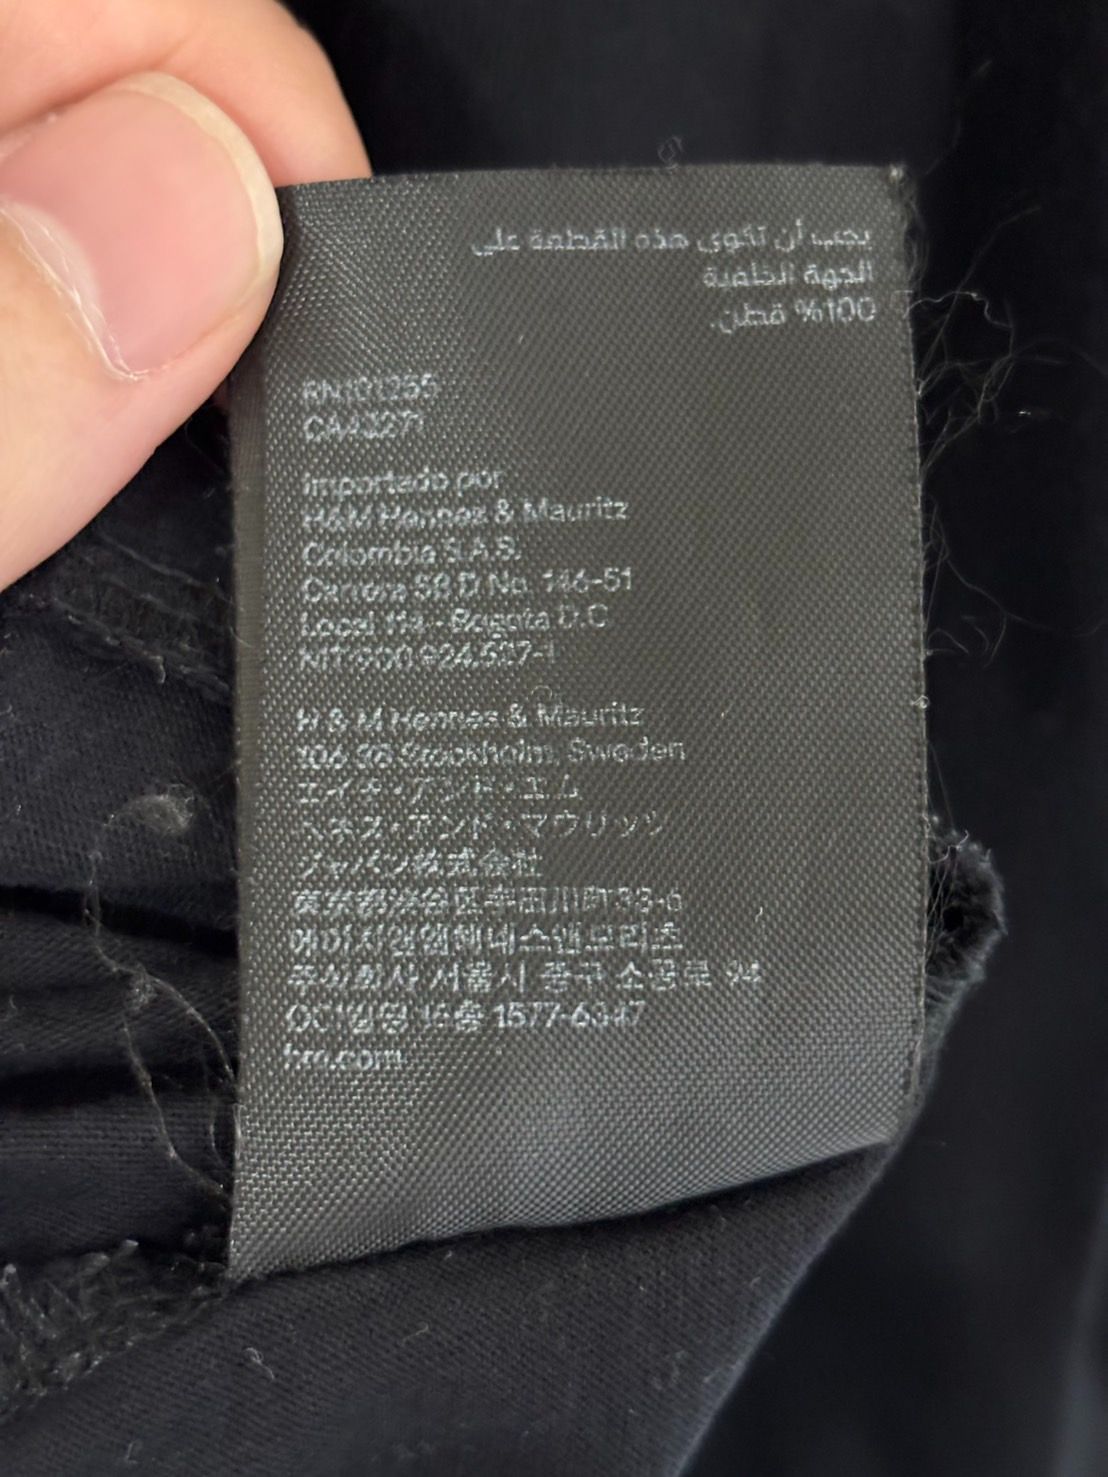 يجب أن تكوى هذه القطعة على
الجهة الخلفية
100% قطن.
RN101255
CA43271
Importado por
H&M Hennes & Mauritz
Colombia S.A.S.
Carrera 58 D No. 146-51
Local 114 - Bogota D.C
NIT:900.924.527-1
H & M Hennes & Mauritz
106 38 Stockholm, Sweden
エイチ・アンド・エム
ヘネス・アンド・マウリッツ
ジャパン株式会社
東京都渋谷区宇田川町33-6
에이치앤엠헤네스앤모리츠
주식회사 서울시 중구 소공로 94
OCI빌딩 15층 1577-6347
hm.com